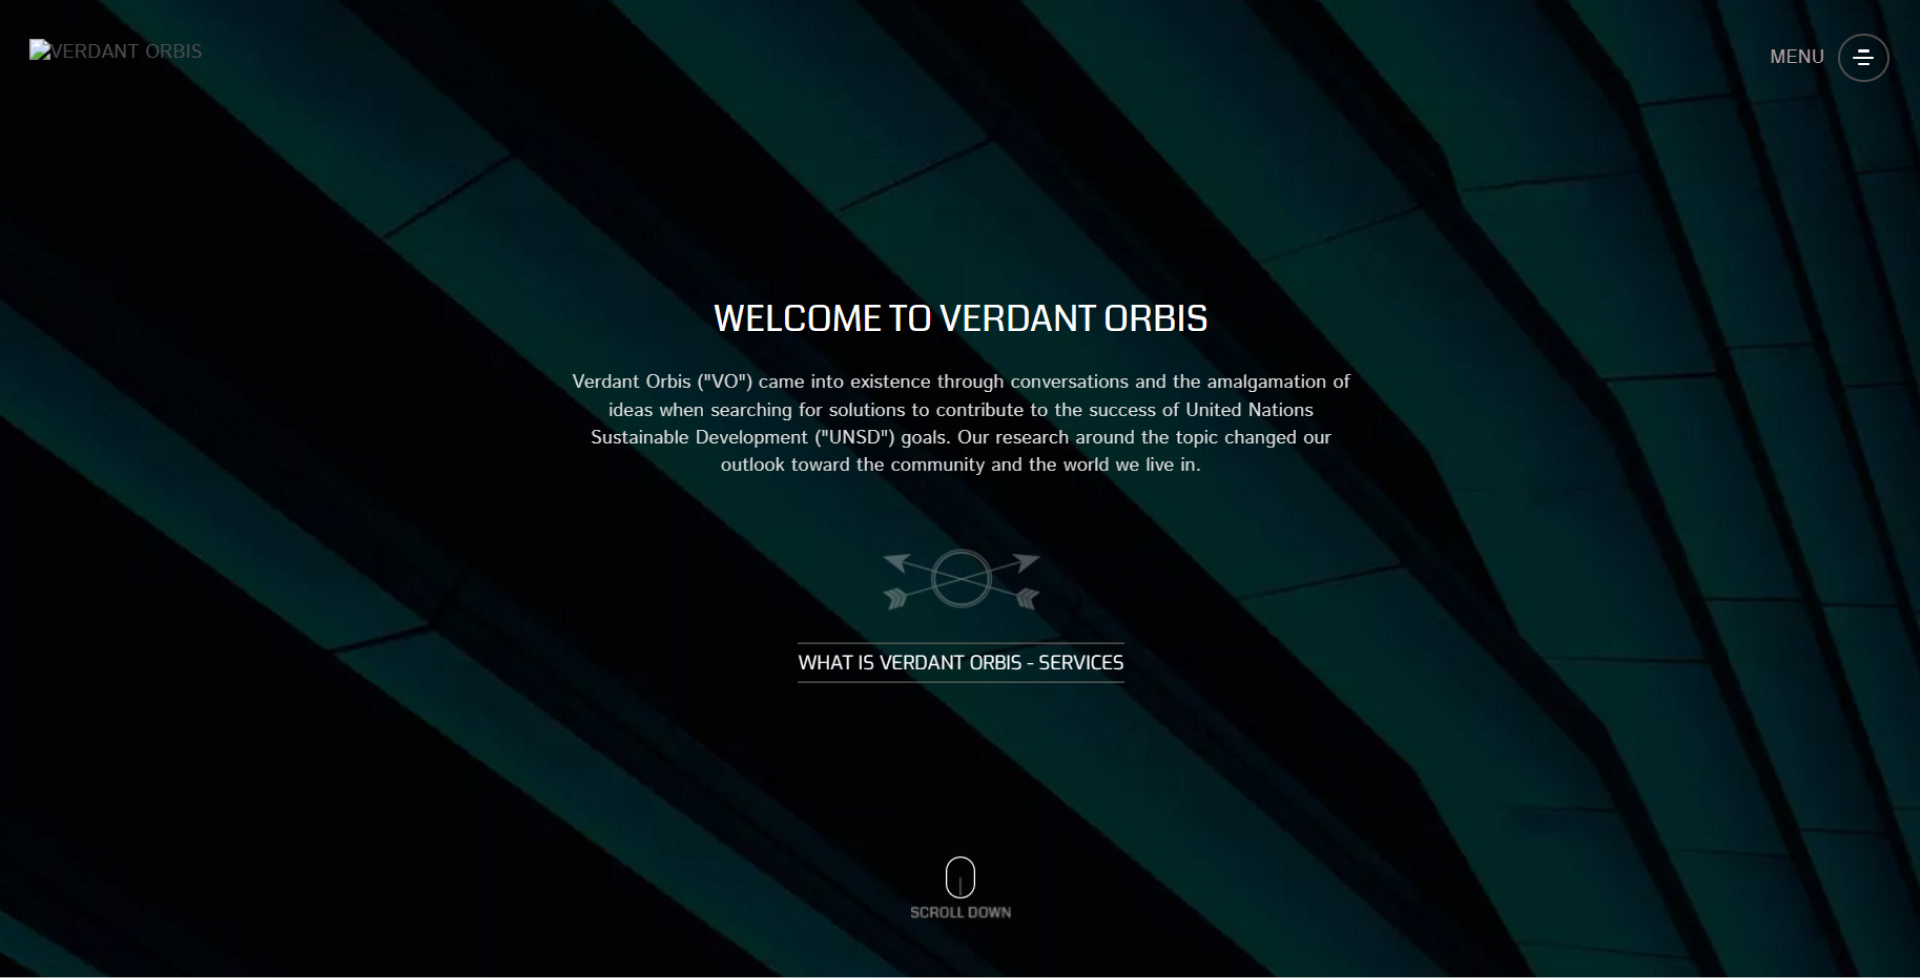 VERDANT ORBIS
MENU
WELCOME TO VERDANT ORBIS
Verdant Orbis ("VO") came into existence through conversations and the amalgamation of
ideas when searching for solutions to contribute to the success of United Nations
Sustainable Development ("UNSD") goals. Our research around the topic changed our
outlook toward the community and the world we live in.
WHAT IS VERDANT ORBIS - SERVICES
SCROLL DOWN